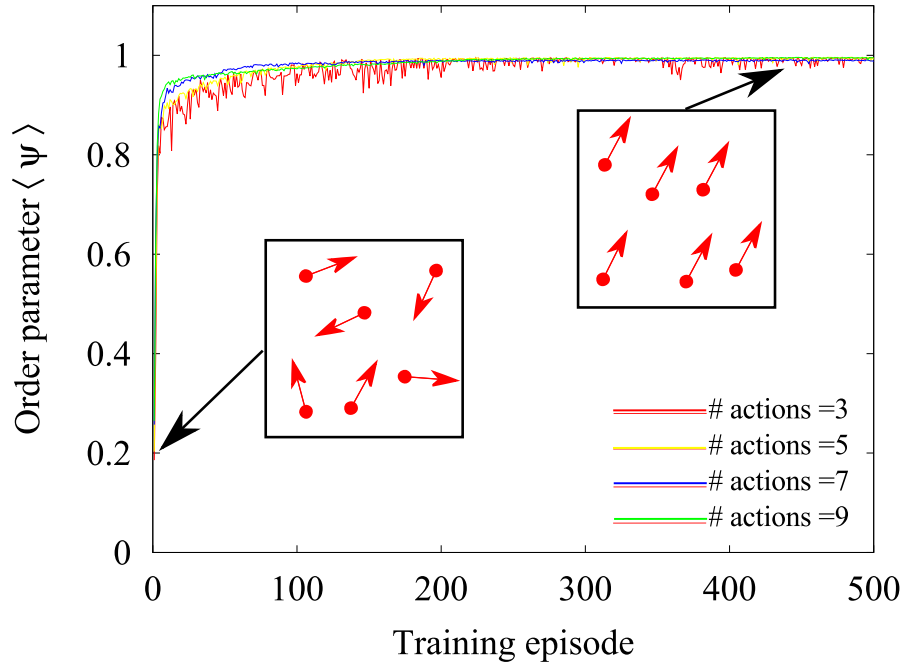 1
0.8
0.6
0.4
0.2
0
0 100 200 300 400 500
Order parameter ⟨ ψ ⟩
Training episode
# actions =3
# actions =5
# actions =7
# actions =9